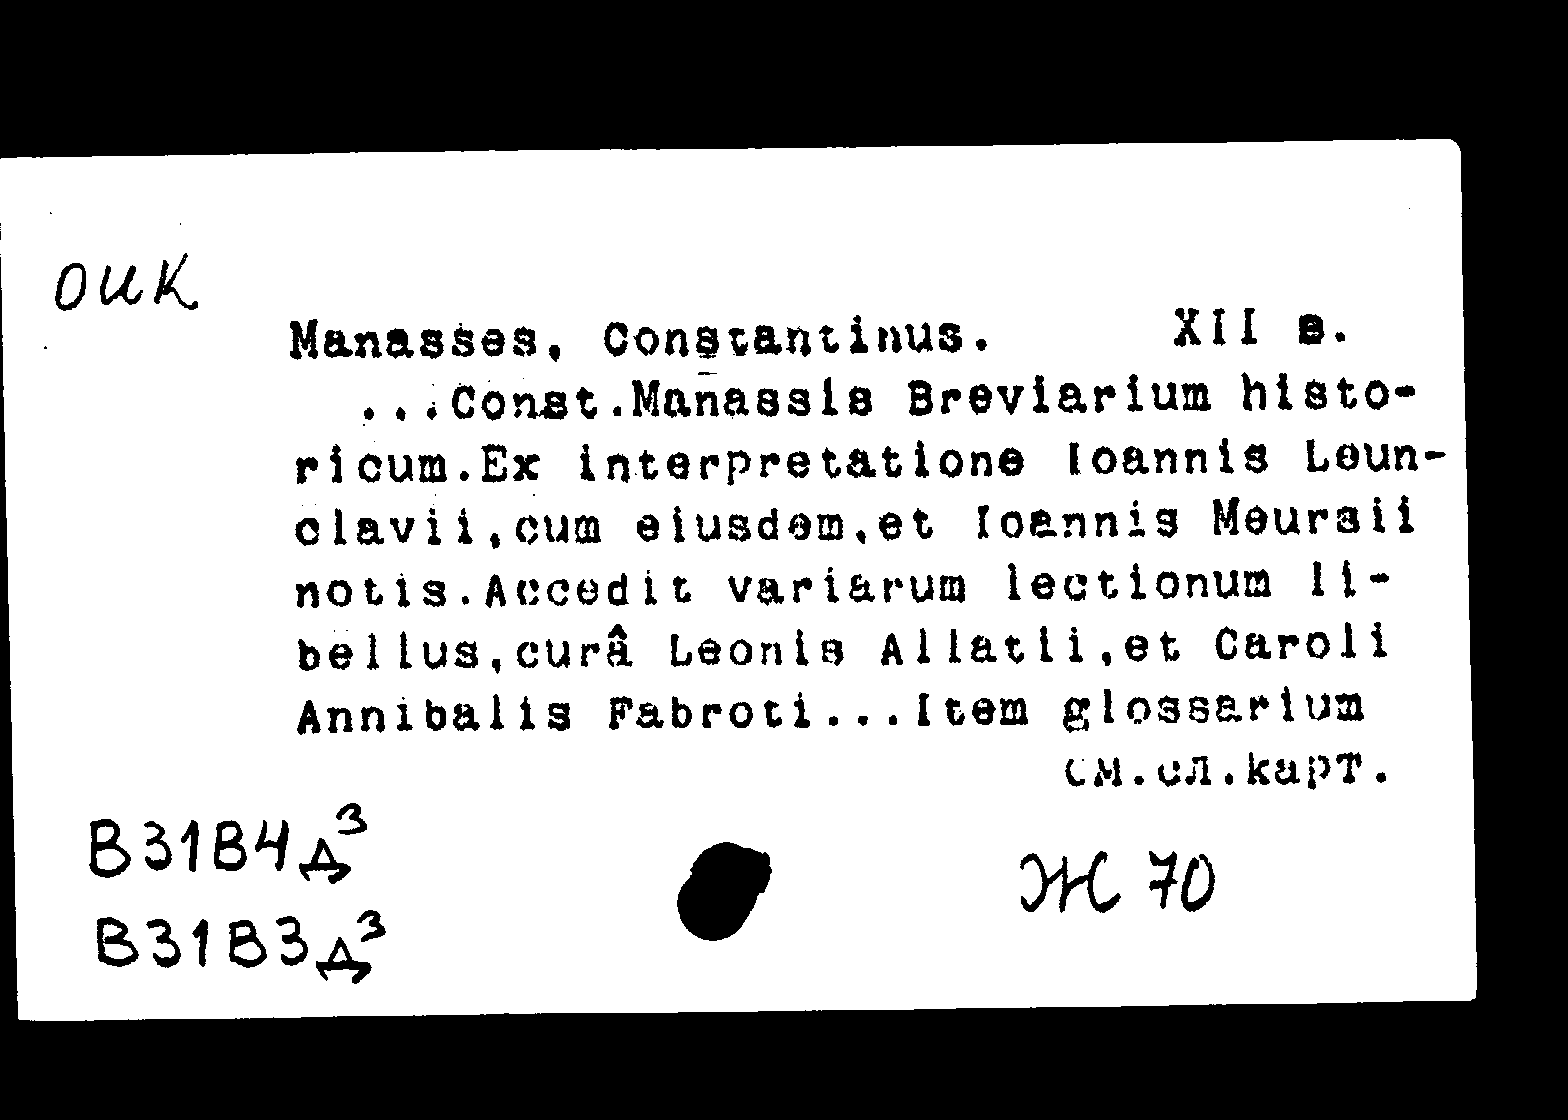 ОИК
Manasses, Constantinus. XII в.
...Const.Manassis Breviarium histo-
ricum.Ex interpretatione Ioannis Leun-
clavii,cum eiusdem,et Ioannis Meursii
notis.Accedit variarum lectionum li-
bellus,curâ Leonis Allatii,et Caroli
Annibalis Fabroti...Item glossarium
см.сл.карт.
В31В4д³
Ж 70
В31В3д³